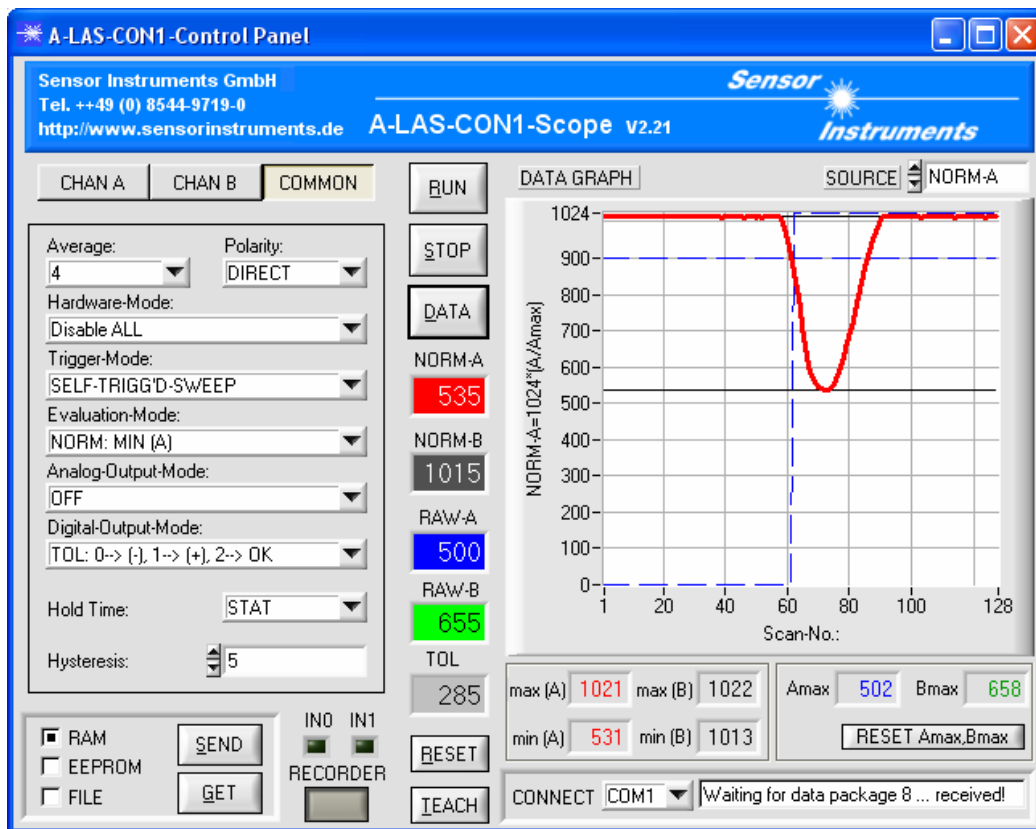 A-LAS-CON1-Control Panel
Sensor Instruments GmbH
Tel. ++49 (0) 8544-9719-0
http://www.sensorinstruments.de
A-LAS-CON1-Scope V2.21
Sensor
Instruments
CHAN A
CHAN B
COMMON
Average:
4
Polarity:
DIRECT
Hardware-Mode:
Disable ALL
Trigger-Mode:
SELF-TRIGG'D-SWEEP
Evaluation-Mode:
NORM: MIN (A)
Analog-Output-Mode:
OFF
Digital-Output-Mode:
TOL: 0--> (-), 1--> (+), 2--> OK
Hold Time:
STAT
Hysteresis:
5
RAM
EEPROM
FILE
SEND
GET
IN0 IN1
RECORDER
RUN
STOP
DATA
NORM-A
535
NORM-B
1015
RAW-A
500
RAW-B
655
TOL
285
RESET
TEACH
DATA GRAPH
SOURCE
NORM-A
NORM-A=1024*(A/Amax)
1024
900
800
700
600
500
400
300
200
100
0
1 20 40 60 80 100 128
Scan-No.:
max (A) 1021 max (B) 1022
min (A) 531 min (B) 1013
Amax 502 Bmax 658
RESET Amax,Bmax
CONNECT COM1 Waiting for data package 8 ... received!